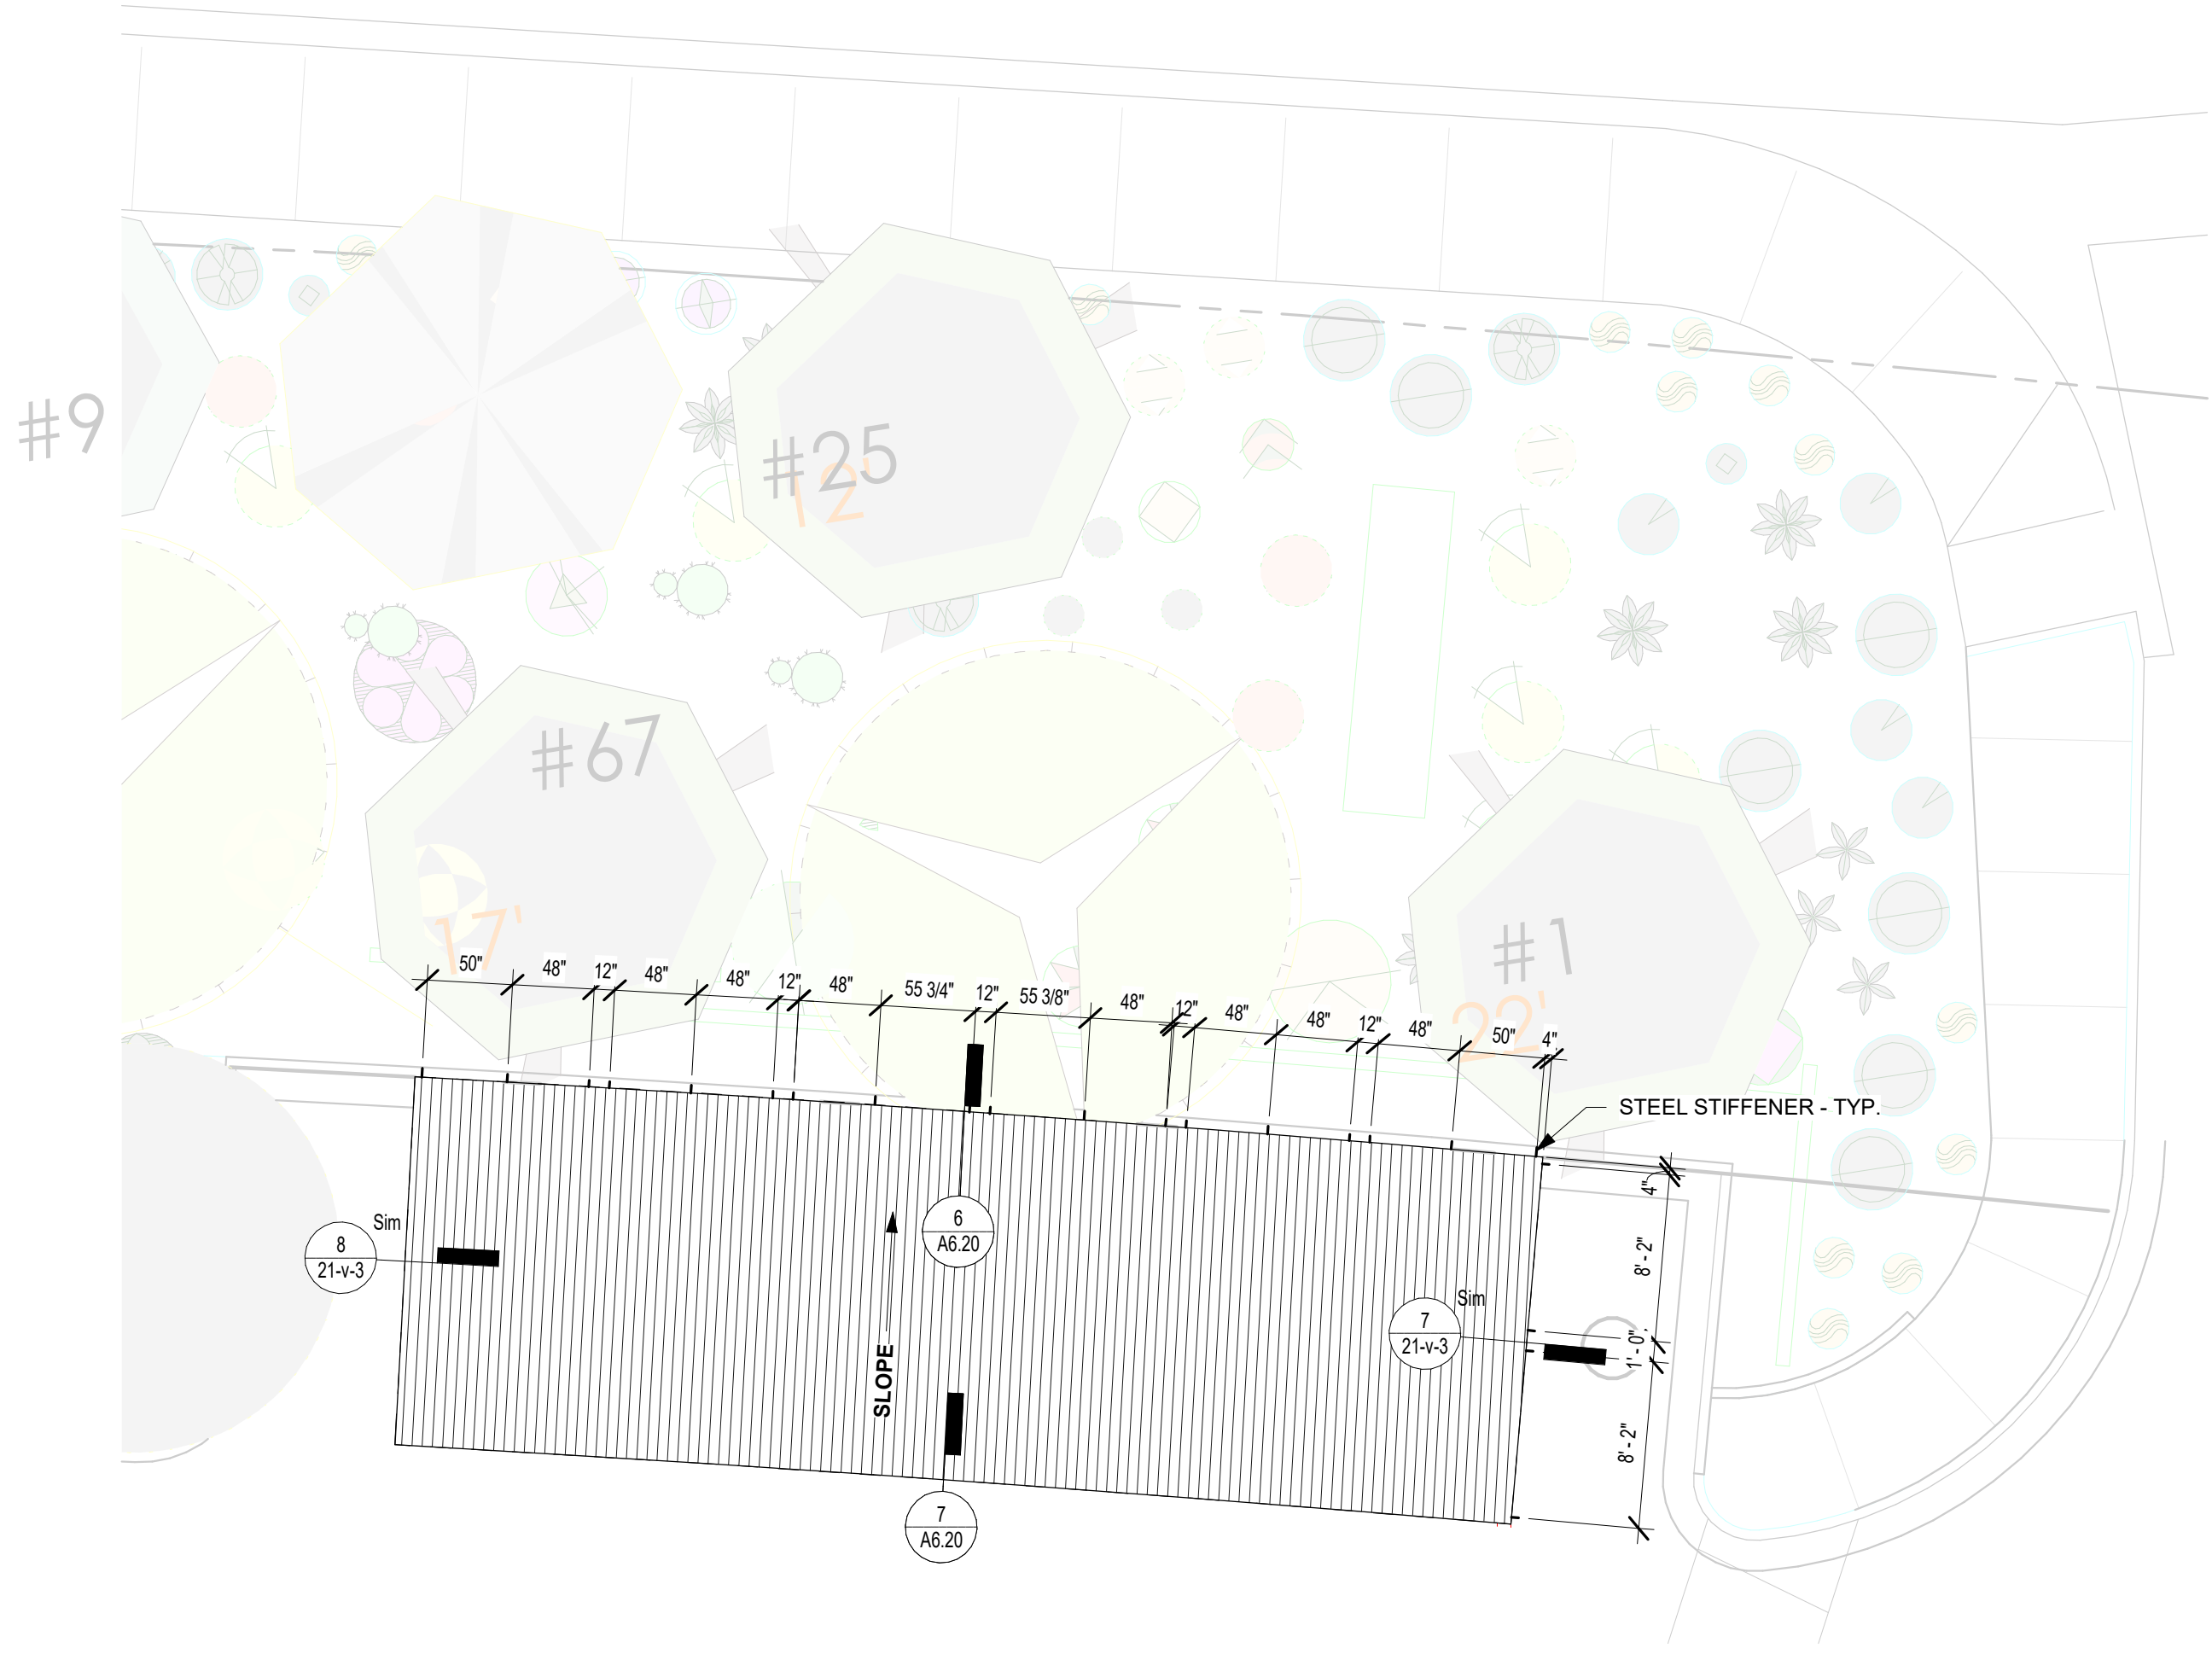 #9
#25
12'
#67
17'
#1
22'
50"
48"
12"
48"
48"
12"
48"
55 3/4"
12"
55 3/8"
48"
12"
48"
48"
12"
48"
50"
4"
STEEL STIFFENER - TYP.
4"
8' - 2"
1' - 0"
8' - 2"
8
21-v-3
Sim
6
A6.20
SLOPE
7
21-v-3
Sim
7
A6.20